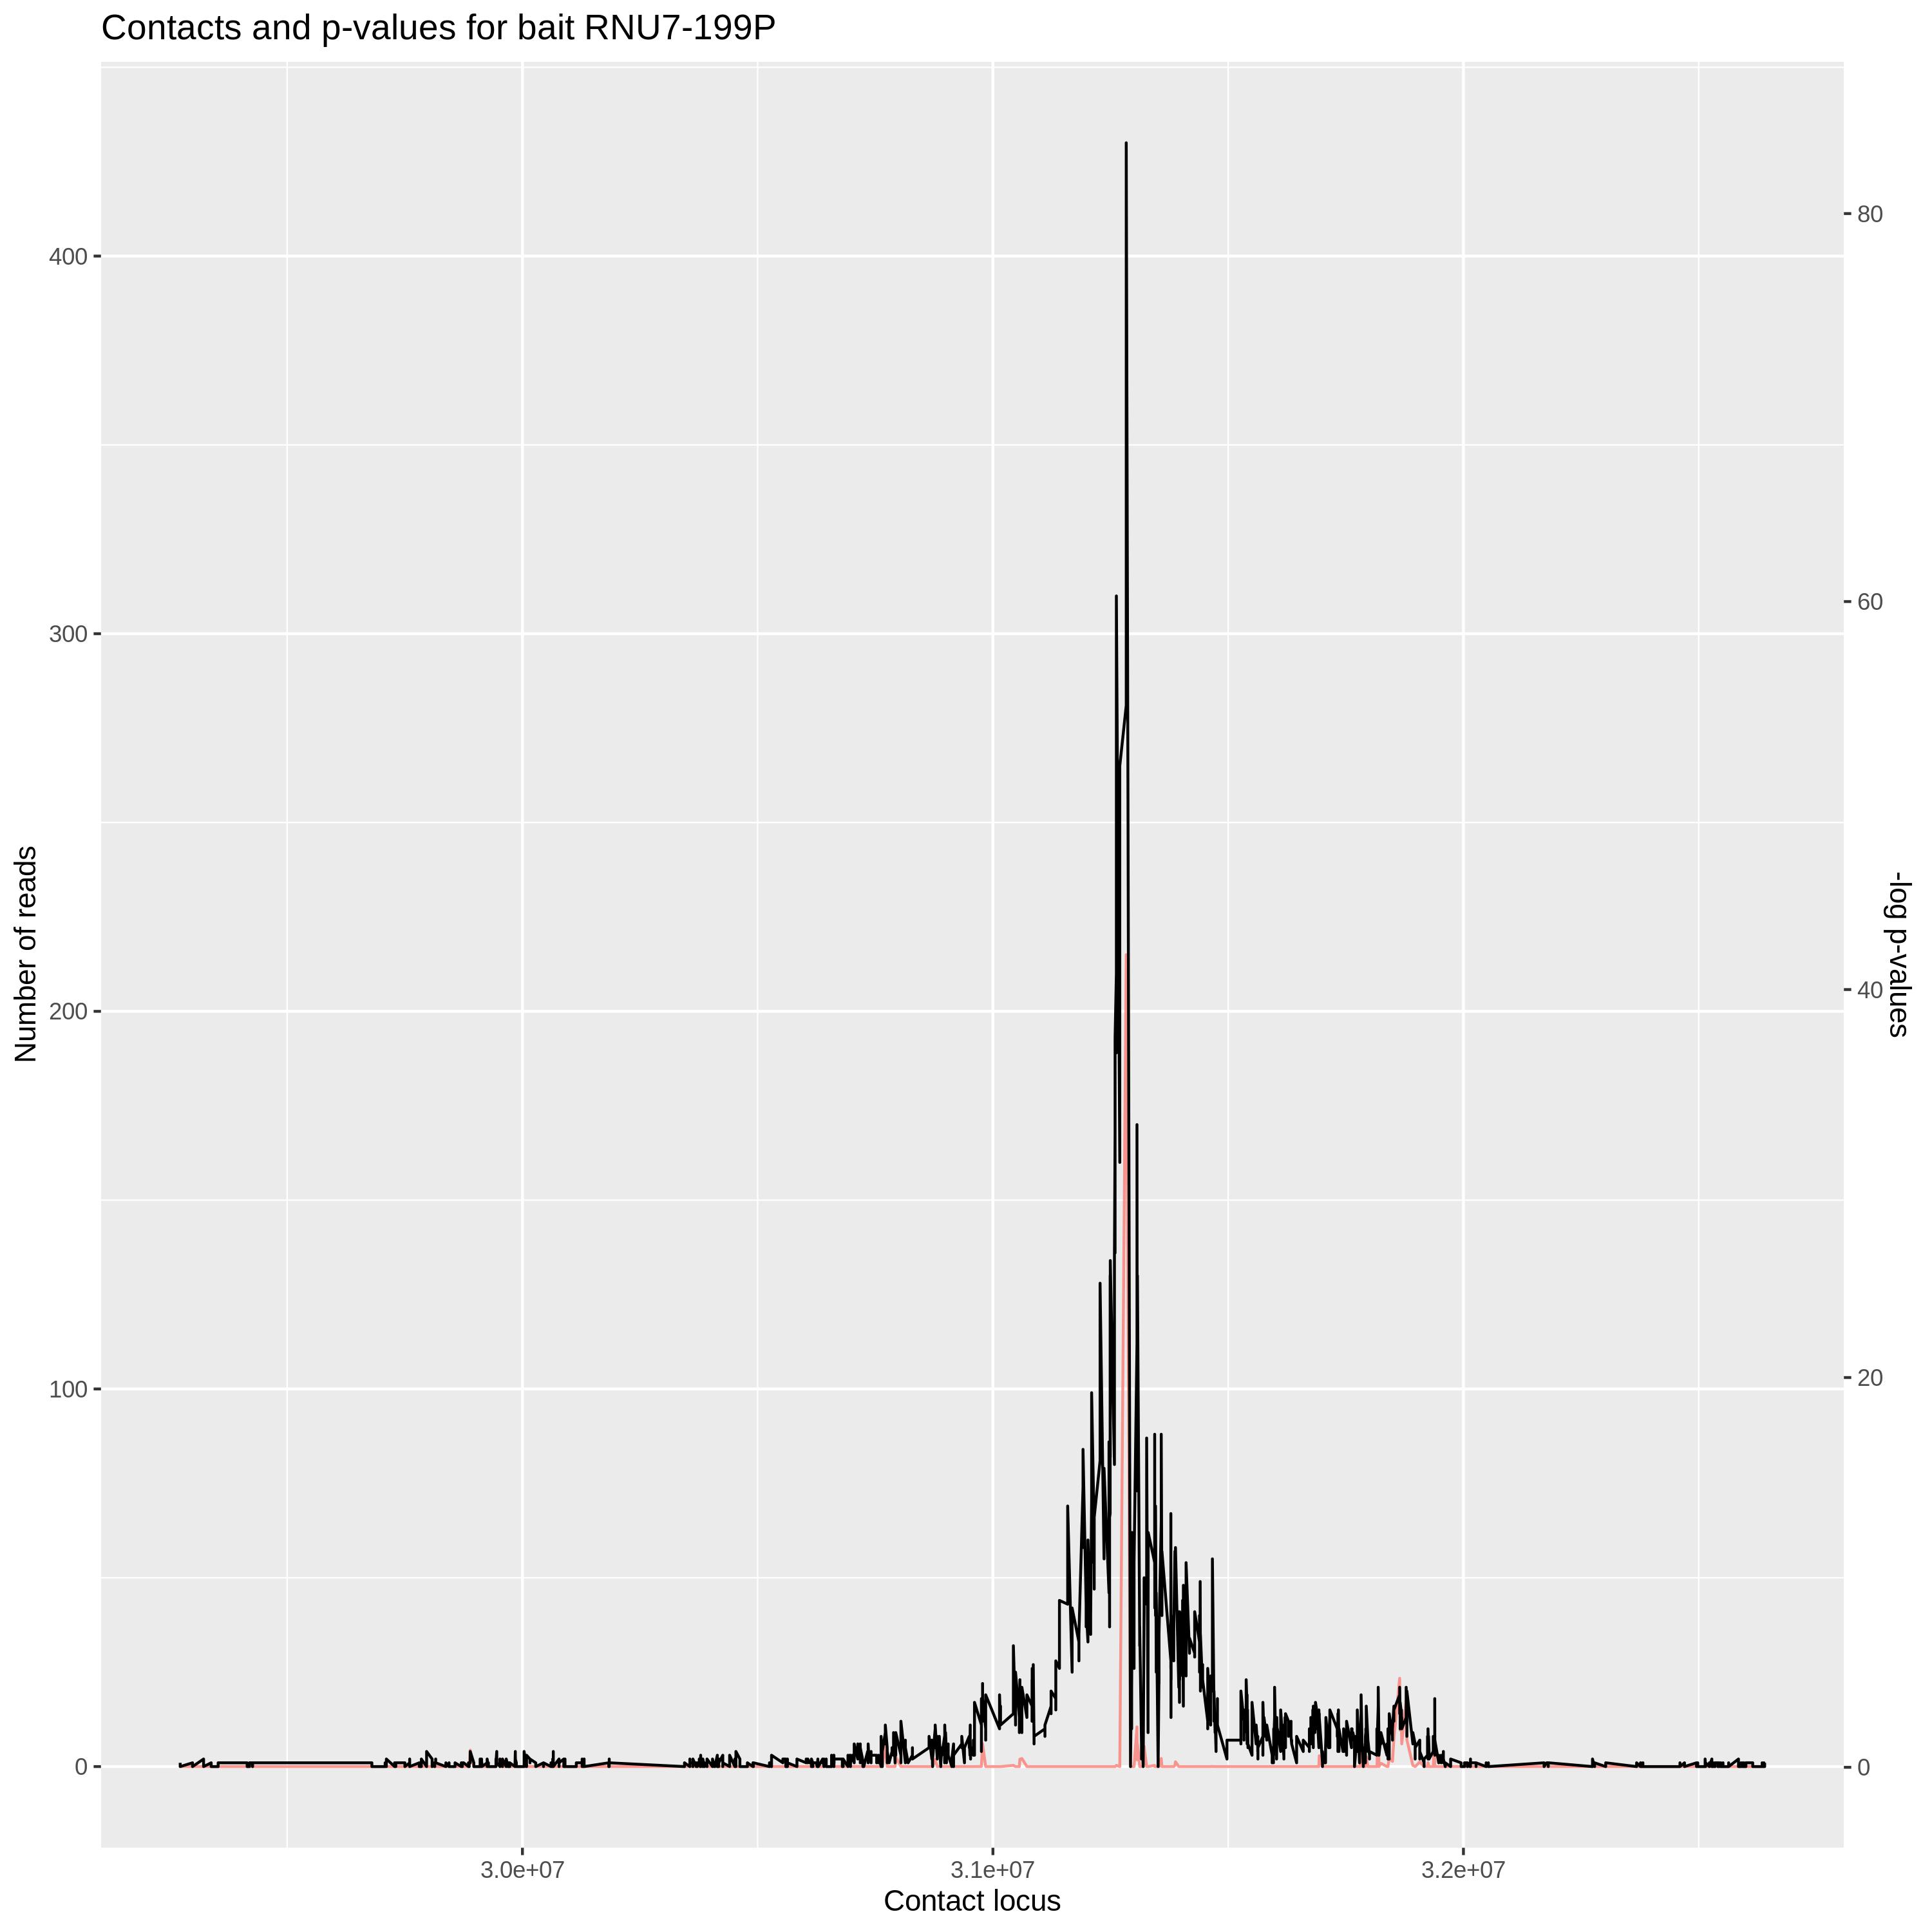 Contacts and p-values for bait RNU7-199P
Number of reads
400
300
200
100
0
80
60
40
20
0
-log p-values
3.0e+07
3.1e+07
3.2e+07
Contact locus